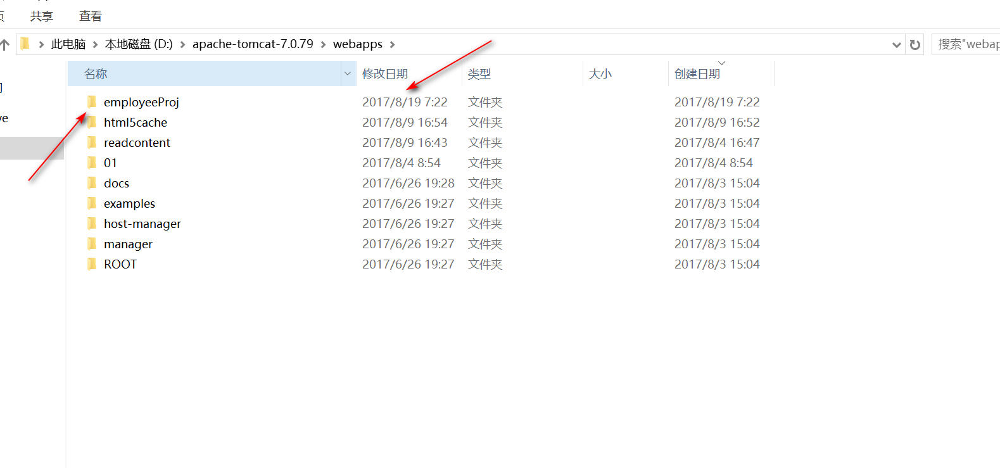 共享 查看
此电脑 本地磁盘 (D:) apache-tomcat-7.0.79 webapps 搜索"webap
名称 修改日期 类型 大小 创建日期
employeeProj 2017/8/19 7:22 文件夹 2017/8/19 7:22
html5cache 2017/8/9 16:54 文件夹 2017/8/9 16:52
readcontent 2017/8/9 16:43 文件夹 2017/8/4 16:47
01 2017/8/4 8:54 文件夹 2017/8/4 8:54
docs 2017/6/26 19:28 文件夹 2017/8/3 15:04
examples 2017/6/26 19:27 文件夹 2017/8/3 15:04
host-manager 2017/6/26 19:27 文件夹 2017/8/3 15:04
manager 2017/6/26 19:27 文件夹 2017/8/3 15:04
ROOT 2017/6/26 19:27 文件夹 2017/8/3 15:04